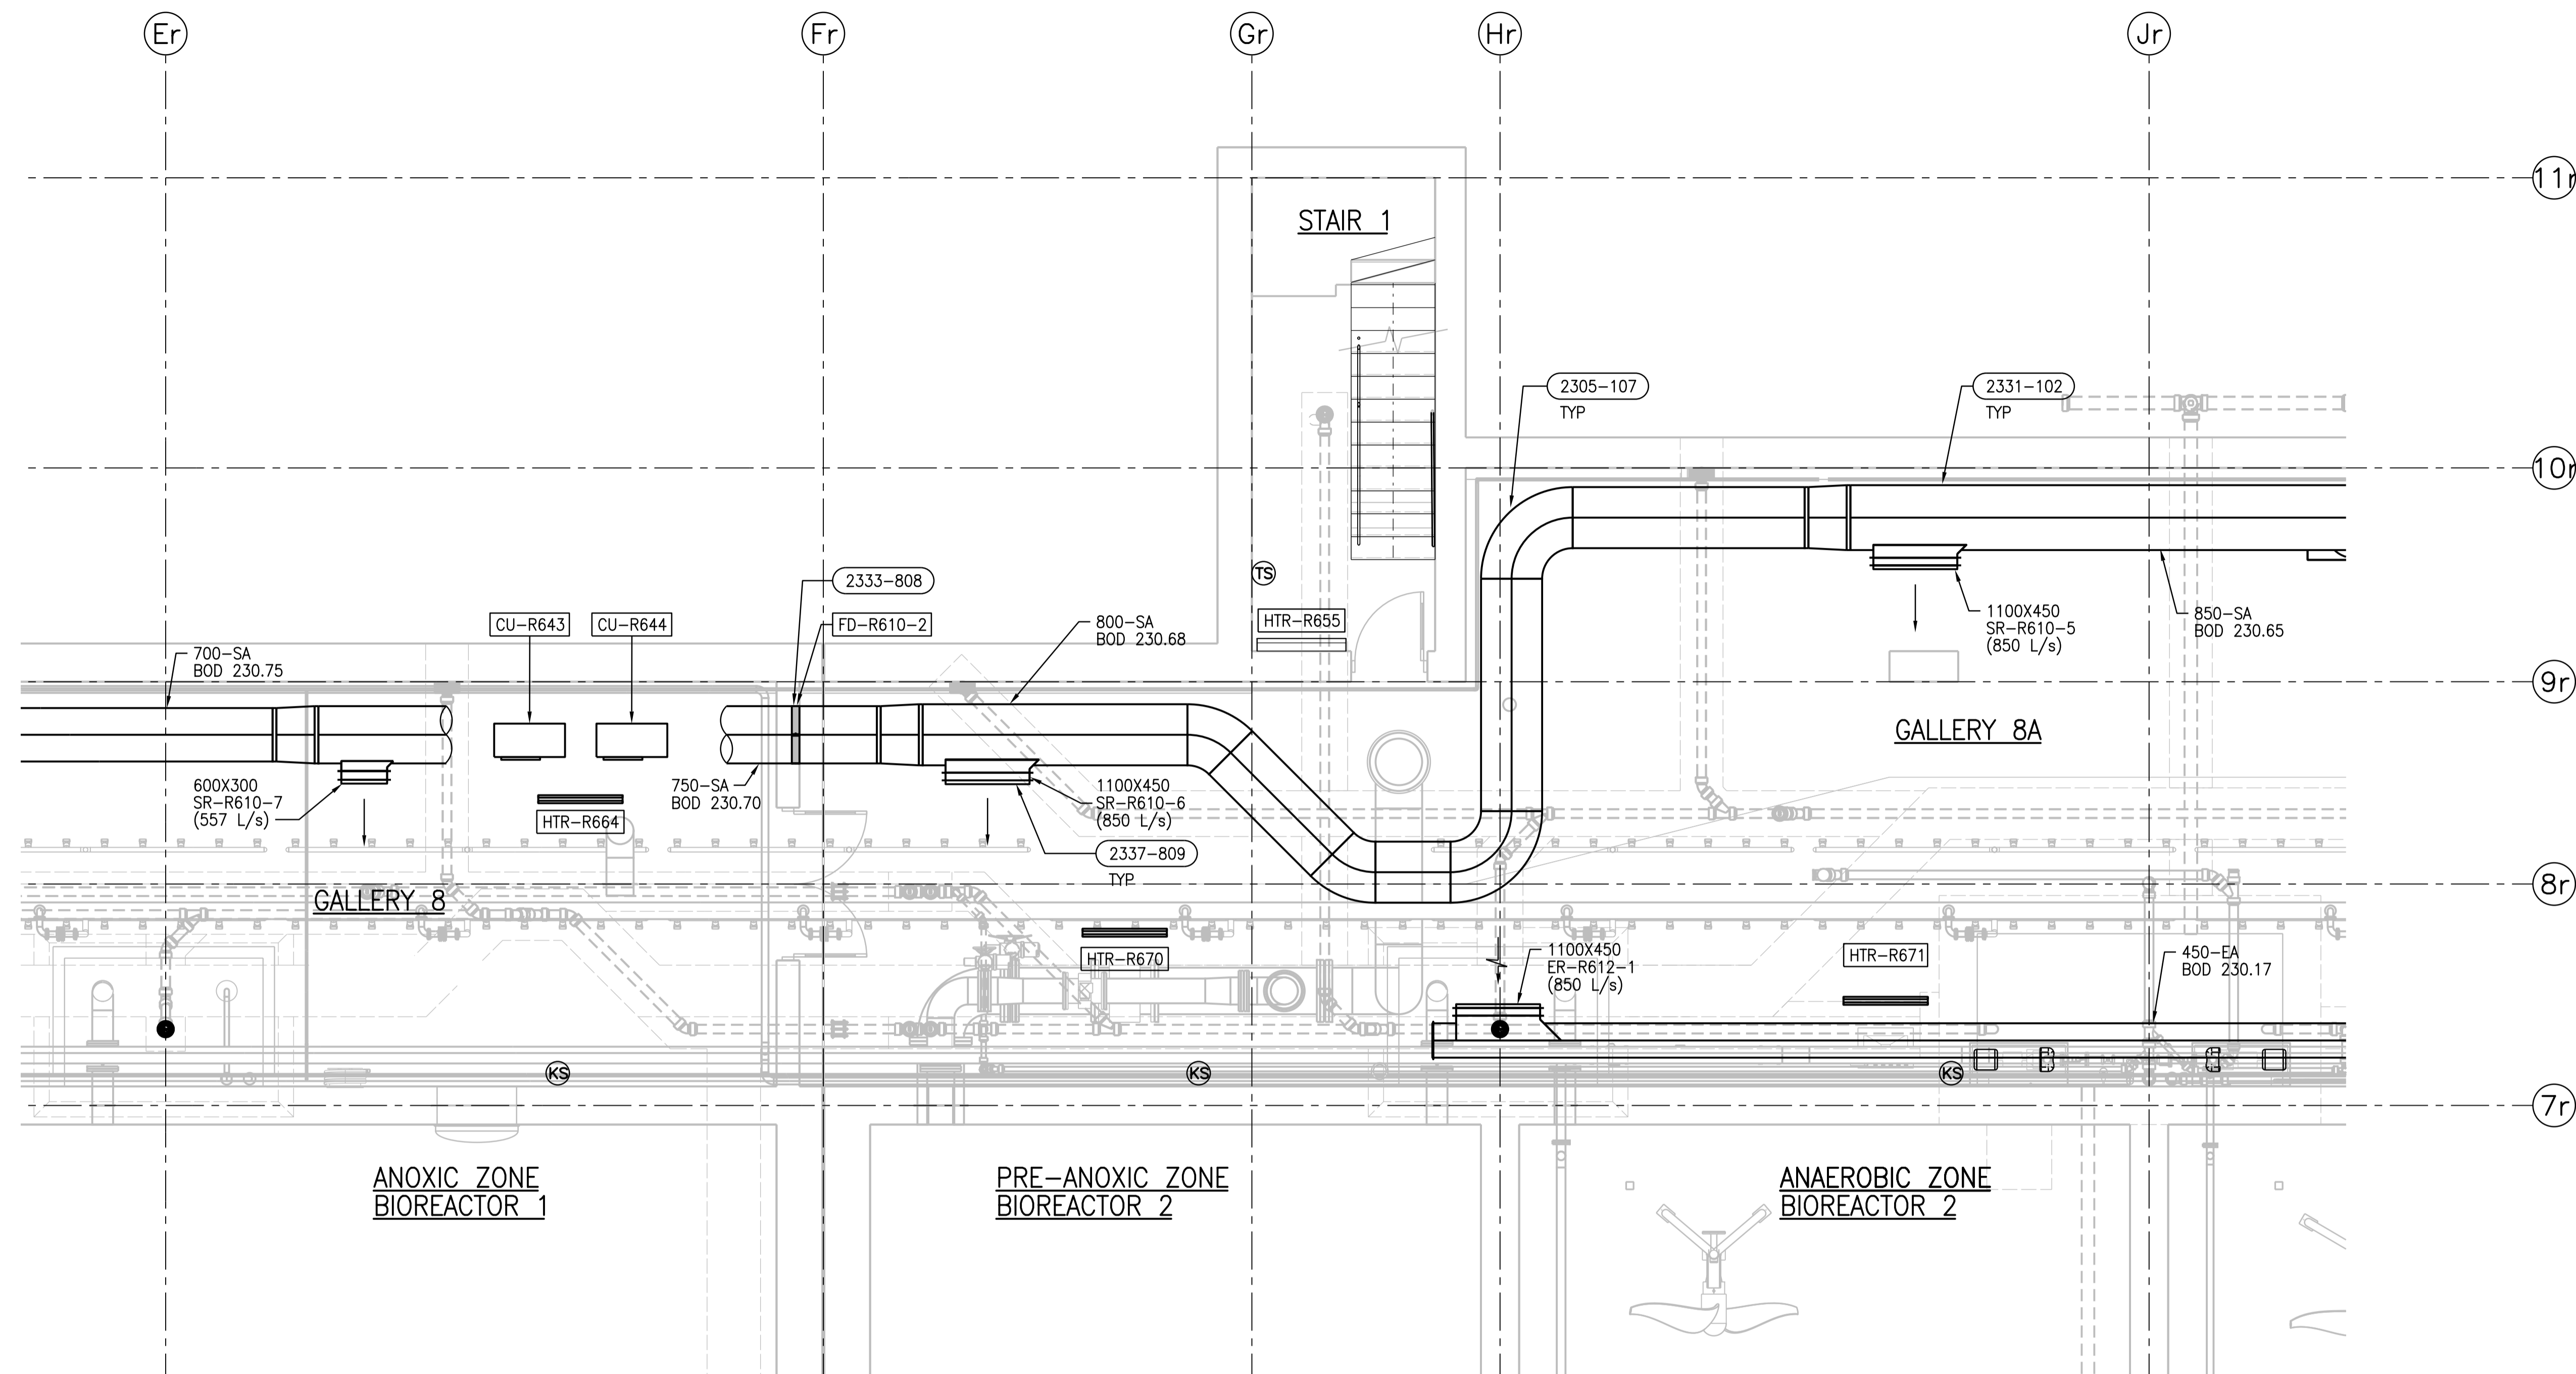 Er
Fr
Gr
Hr
Jr
11r
STAIR 1
2305-107
TYP
2331-102
TYP
10r
TS
2333-808
CU-R643
CU-R644
FD-R610-2
800-SA
BOD 230.68
HTR-R655
1100X450
SR-R610-5
(850 L/s)
850-SA
BOD 230.65
700-SA
BOD 230.75
9r
GALLERY 8A
600X300
SR-R610-7
(557 L/s)
HTR-R664
750-SA
BOD 230.70
1100X450
SR-R610-6
(850 L/s)
2337-809
TYP
8r
GALLERY 8
HTR-R670
1100X450
ER-R612-1
(850 L/s)
HTR-R671
450-EA
BOD 230.17
KS
KS
KS
7r
ANOXIC ZONE
BIOREACTOR 1
PRE-ANOXIC ZONE
BIOREACTOR 2
ANAEROBIC ZONE
BIOREACTOR 2